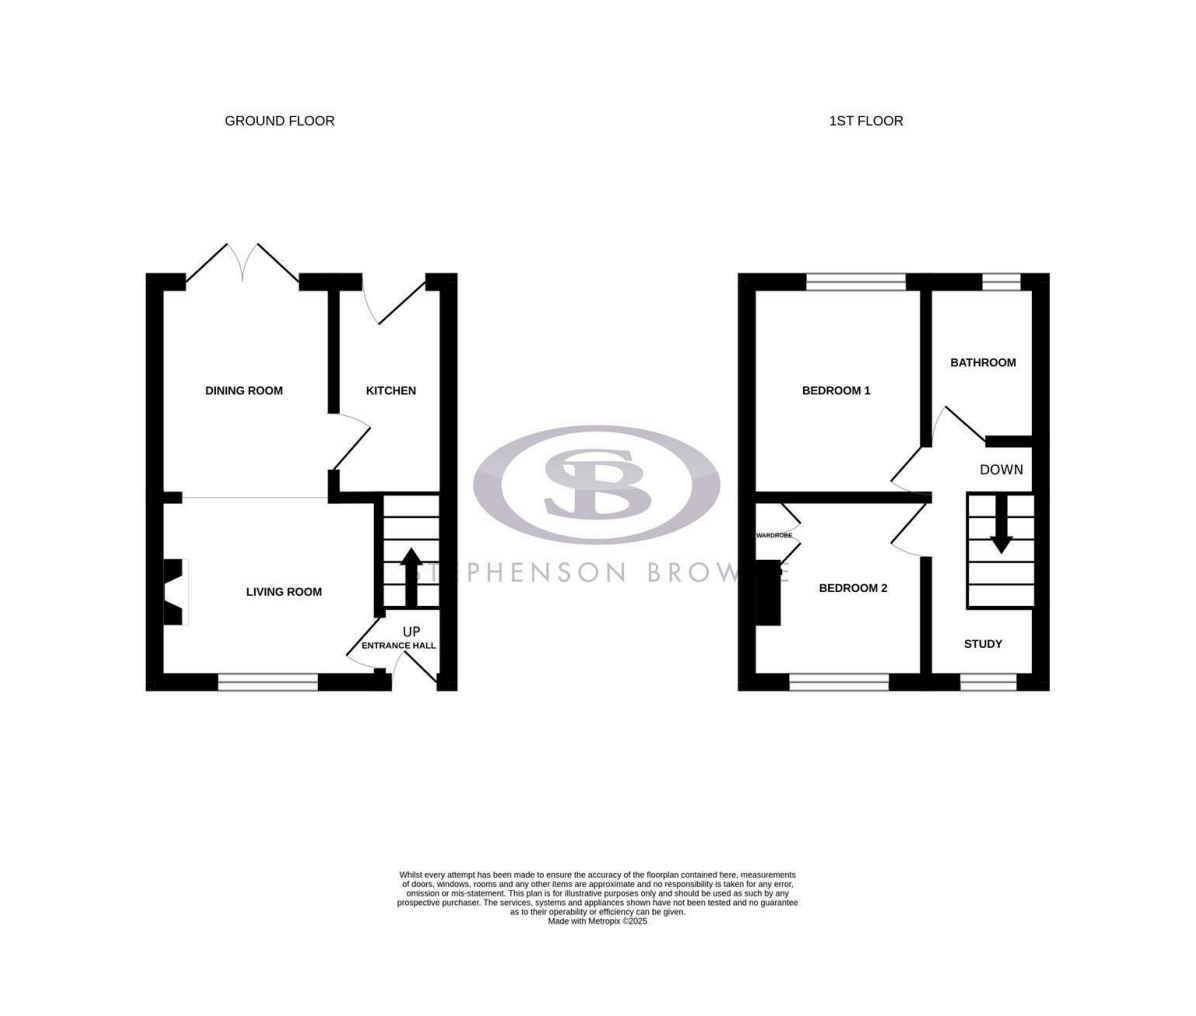 GROUND FLOOR
1ST FLOOR
DINING ROOM
KITCHEN
LIVING ROOM
UP
ENTRANCE HALL
BEDROOM 1
BATHROOM
DOWN
WARDROBE
BEDROOM 2
STUDY
SB
STEPHENSON BROWNE
Whilst every attempt has been made to ensure the accuracy of the floorplan contained here, measurements
of doors, windows, rooms and any other items are approximate and no responsibility is taken for any error,
omission or mis-statement. This plan is for illustrative purposes only and should be used as such by any
prospective purchaser. The services, systems and appliances shown have not been tested and no guarantee
as to their operability or efficiency can be given.
Made with Metropix ©2025